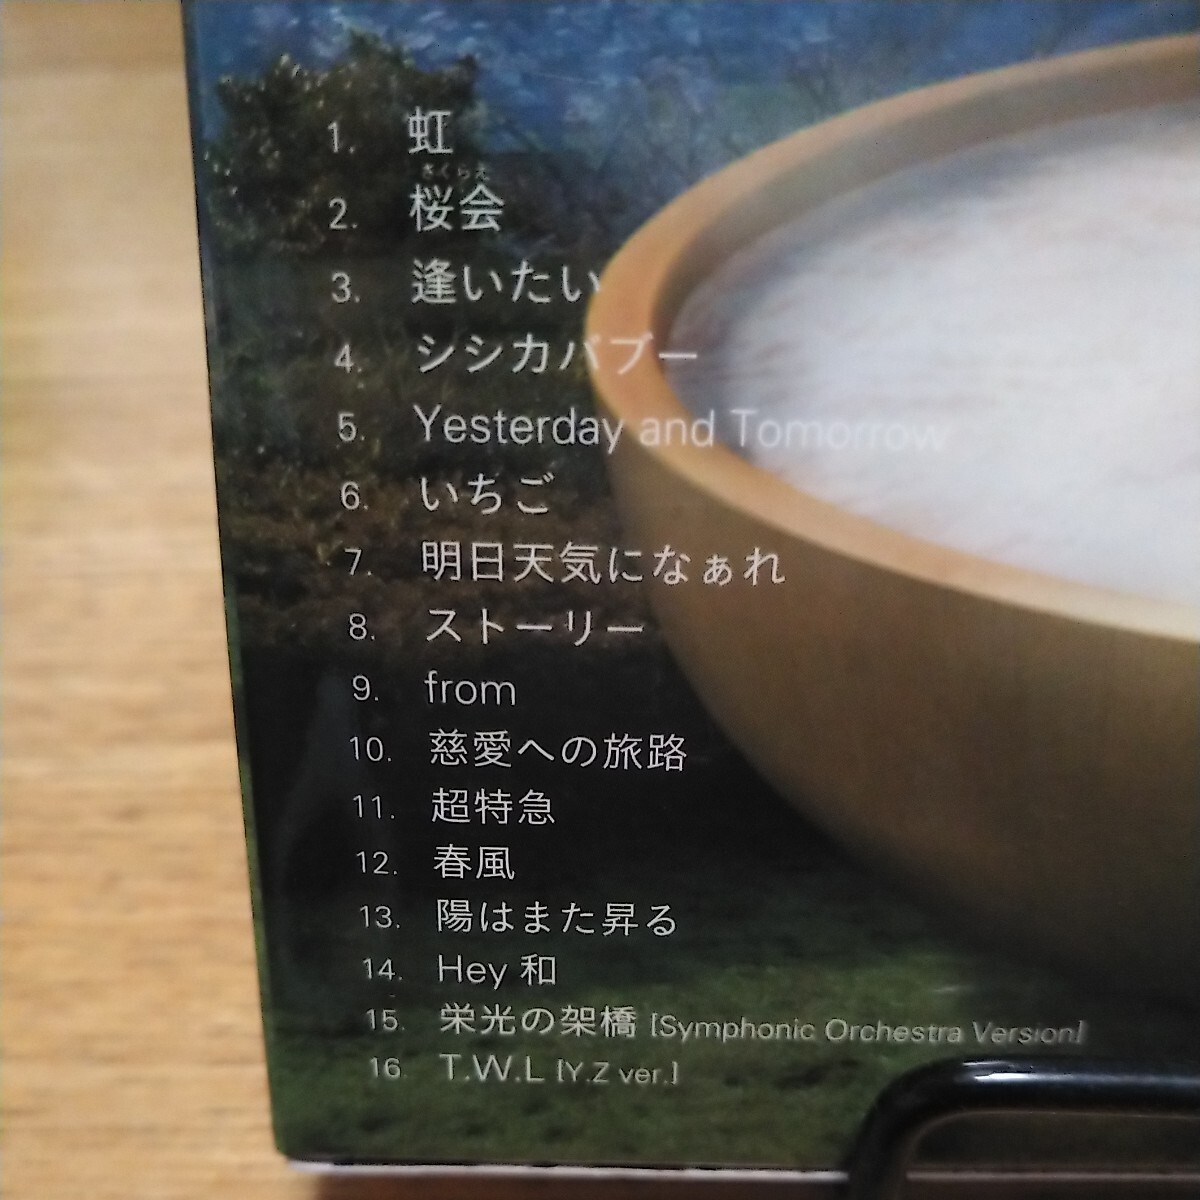 1. 虹
さくらえ
2. 桜会
3. 逢いたい
4. シシカバブー
5. Yesterday and Tomorrow
6. いちご
7. 明日天気になぁれ
8. ストーリー
9. from
10. 慈愛への旅路
11. 超特急
12. 春風
13. 陽はまた昇る
14. Hey 和
15. 栄光の架橋 [Symphonic Orchestra Version]
16. T.W.L [Y.Z ver.]